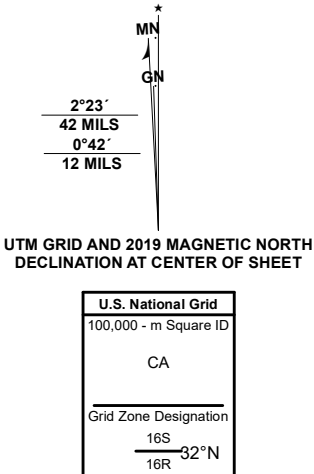 MN
GN
2°23´
42 MILS
0°42´
12 MILS
UTM GRID AND 2019 MAGNETIC NORTH
DECLINATION AT CENTER OF SHEET
U.S. National Grid
100,000 - m Square ID
CA
Grid Zone Designation
16S
32°N
16R